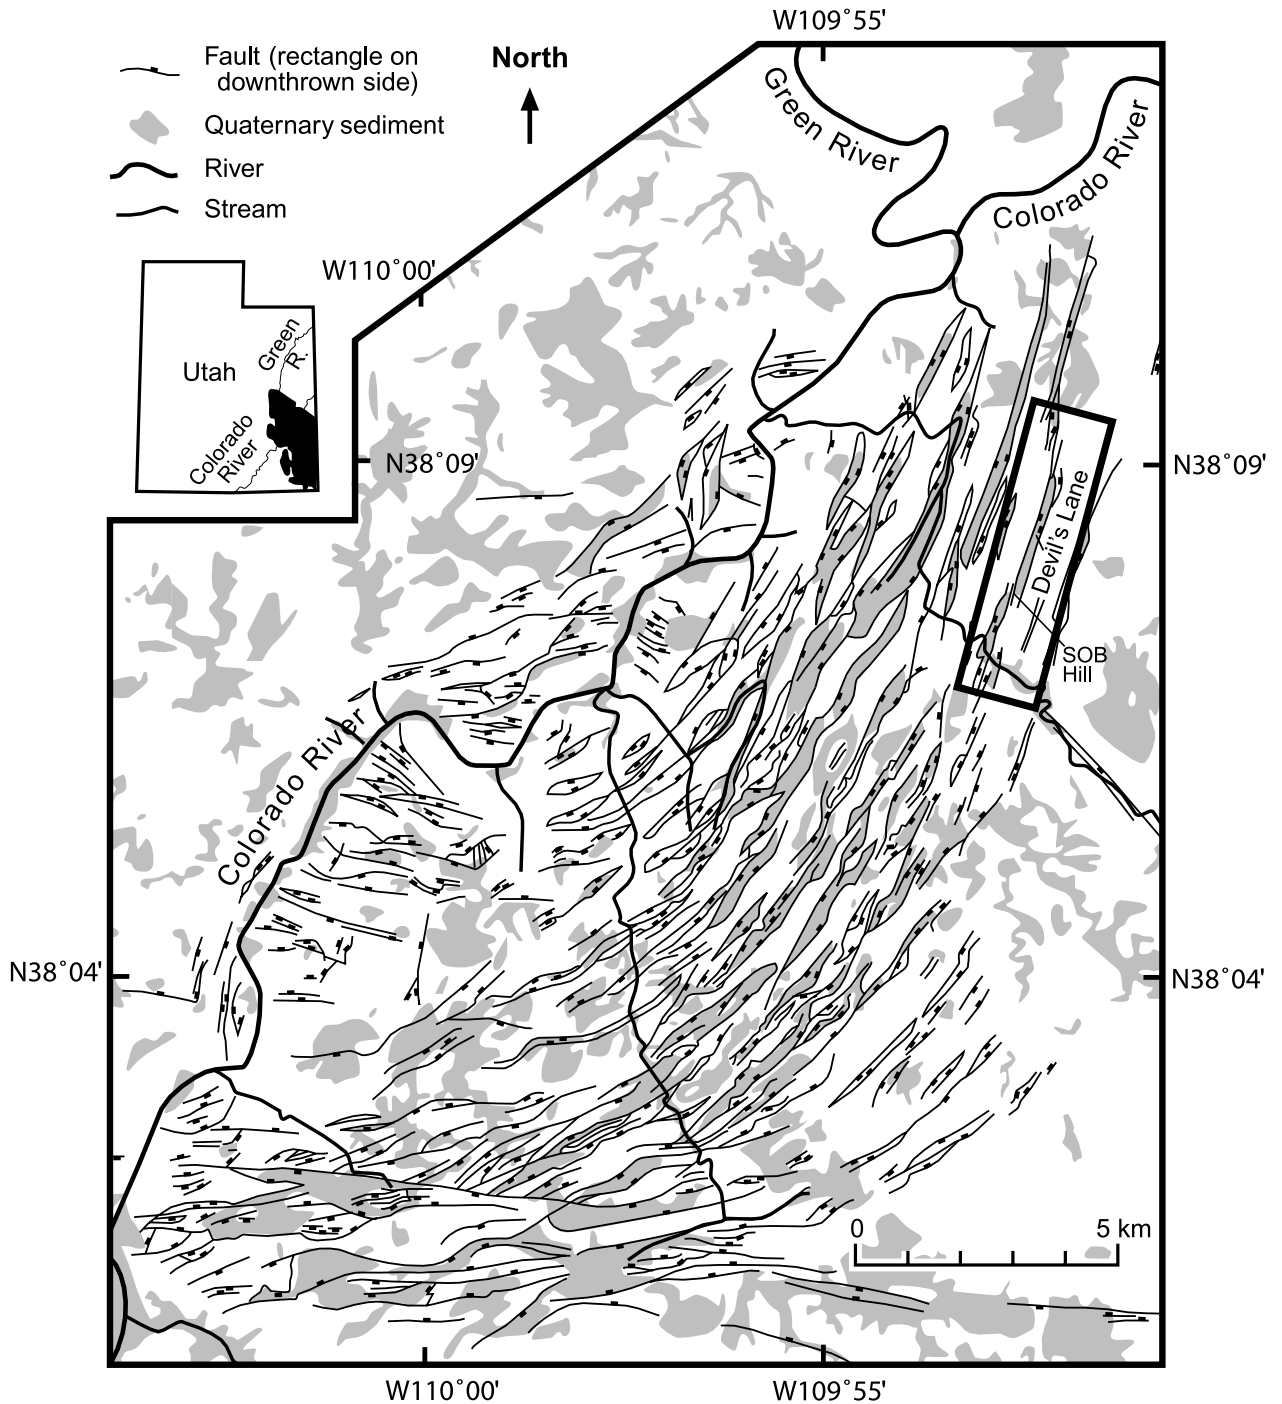 W109˚55'
Fault (rectangle on
downthrown side)
North
Quaternary sediment
River
Stream
Green River
Colorado River
W110˚00'
Utah
Green
R.
Colorado
River
N38˚09'
N38˚09'
Devil's Lane
SOB
Hill
Colorado River
N38˚04'
N38˚04'
0 5 km
W110˚00'
W109˚55'